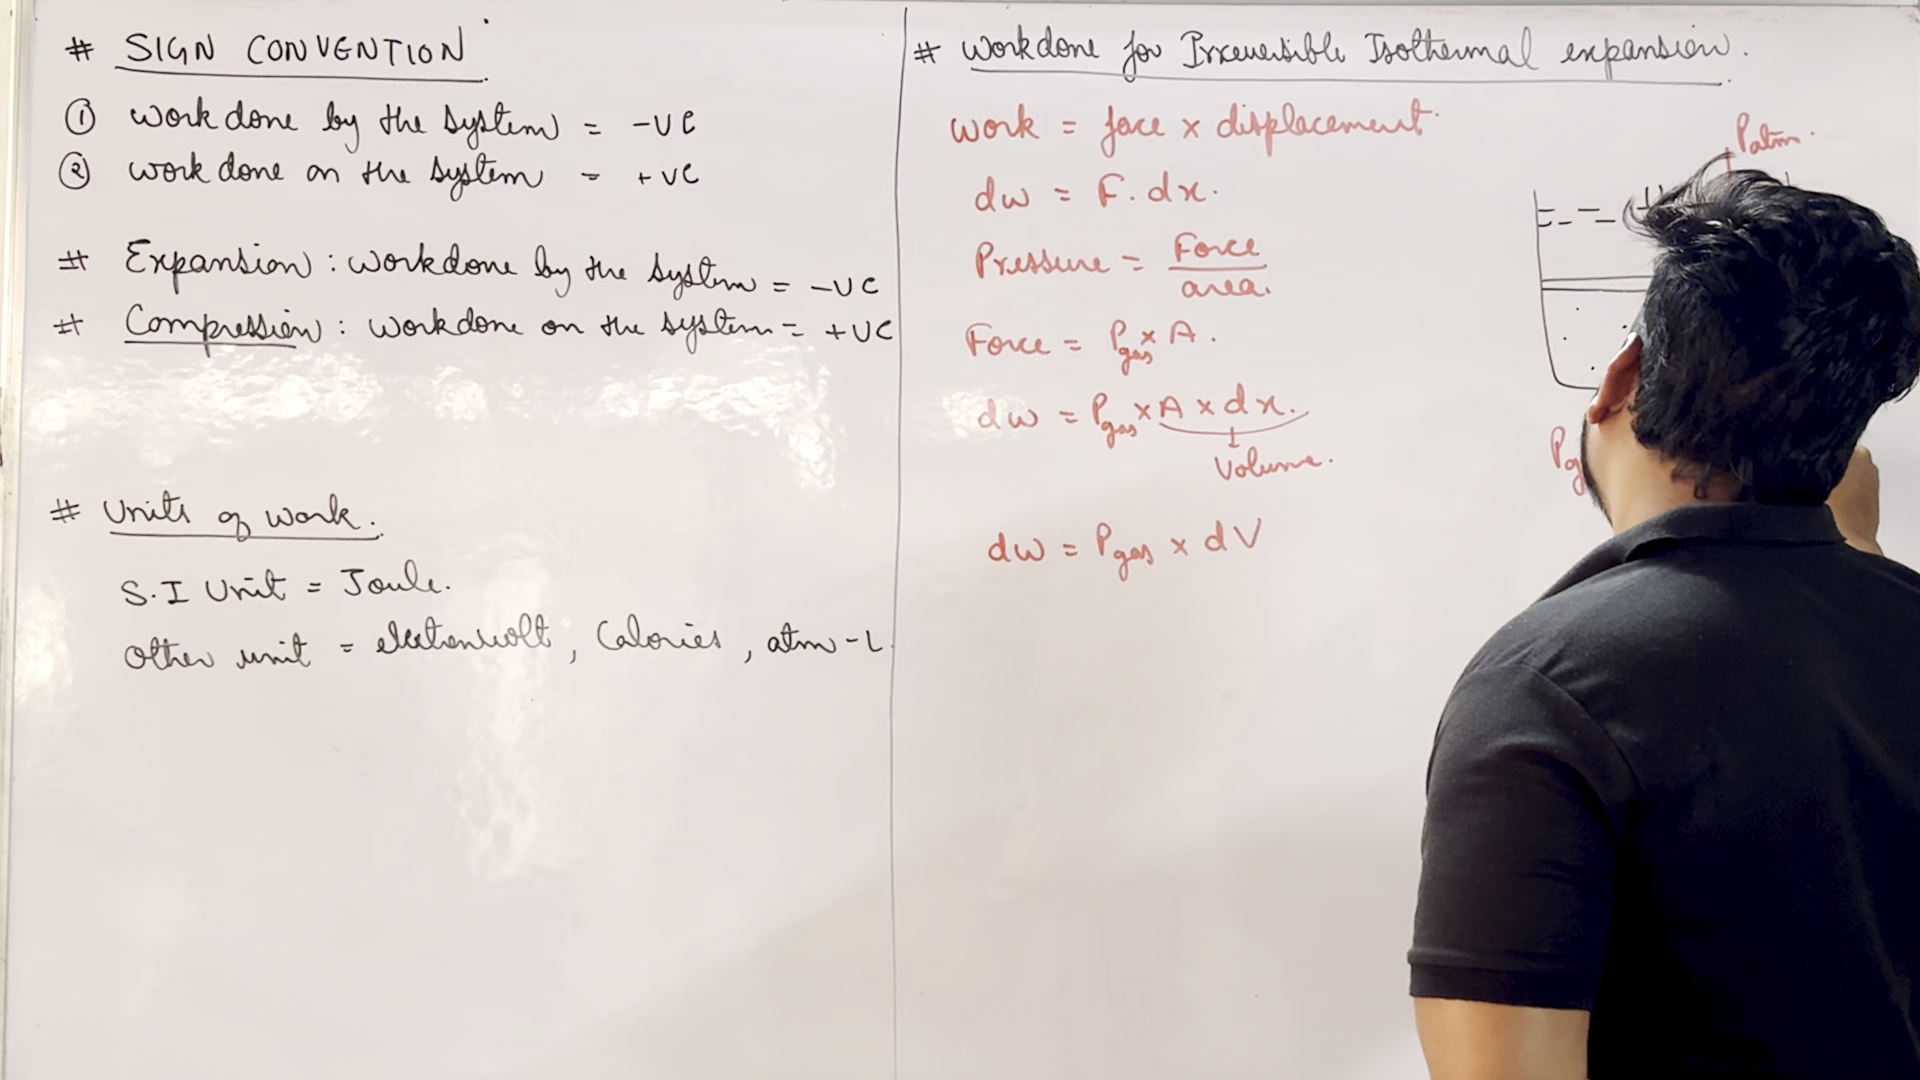 # SIGN CONVENTION
① work done by the system = -ve
② work done on the system = +ve
# Expansion : workdone by the system = -ve
# Compression : workdone on the system = +ve
# Units of work.
S.I Unit = Joule.
Other unit = electronvolt, Calories, atm-L
# Workdone for Irreversible Isothermal expansion.
work = force x displacement.
dw = F. dx.
Pressure = Force / area.
Force = Pgas x A.
dw = Pgas x A x dx.
Volume.
dw = Pgas x dV
Patm.